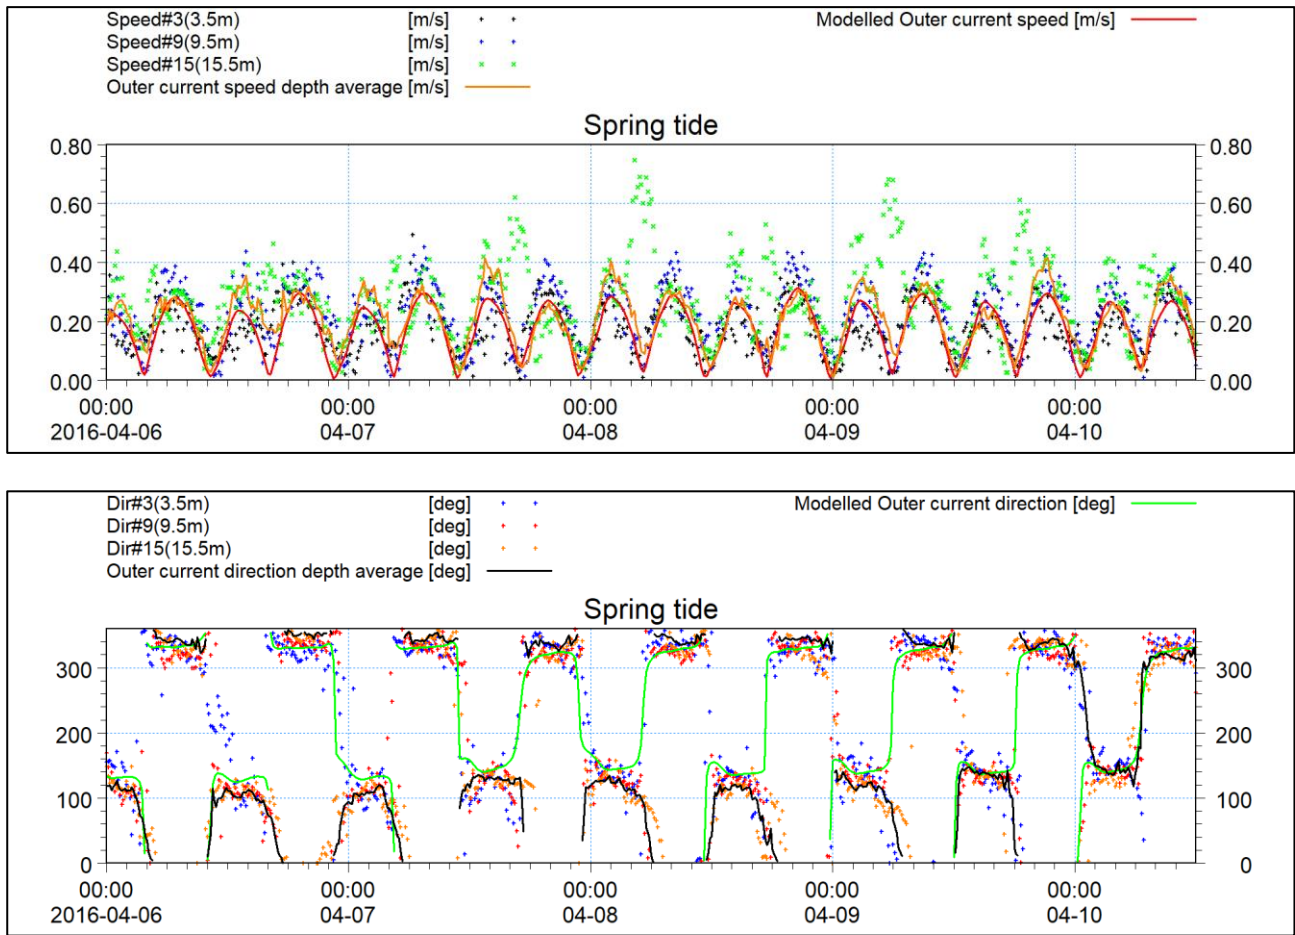 Speed#3(3.5m) [m/s] Modelled Outer current speed [m/s]
Speed#9(9.5m) [m/s]
Speed#15(15.5m) [m/s]
Outer current speed depth average [m/s]
Spring tide
0.80 0.80
0.60 0.60
0.40 0.40
0.20 0.20
0.00 0.00
00:00 00:00 00:00 00:00 00:00
2016-04-06 04-07 04-08 04-09 04-10
Dir#3(3.5m) [deg] Modelled Outer current direction [deg]
Dir#9(9.5m) [deg]
Dir#15(15.5m) [deg]
Outer current direction depth average [deg]
Spring tide
300 300
200 200
100 100
0 0
00:00 00:00 00:00 00:00 00:00
2016-04-06 04-07 04-08 04-09 04-10